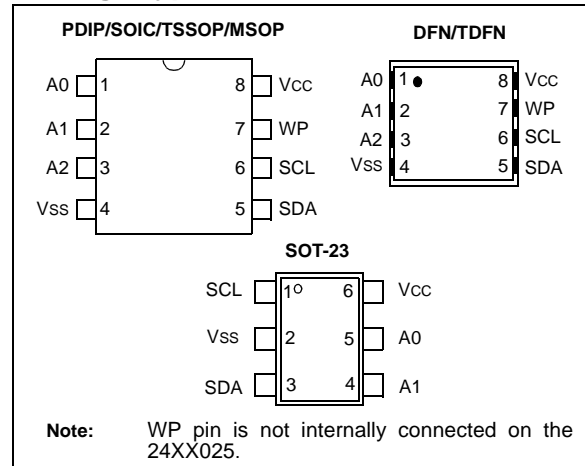 PDIP/SOIC/TSSOP/MSOP
A0 1 8 VCC
A1 2 7 WP
A2 3 6 SCL
VSS 4 5 SDA
DFN/TDFN
A0 1 8 VCC
A1 2 7 WP
A2 3 6 SCL
VSS 4 5 SDA
SOT-23
SCL 1 6 VCC
VSS 2 5 A0
SDA 3 4 A1
Note: WP pin is not internally connected on the
24XX025.